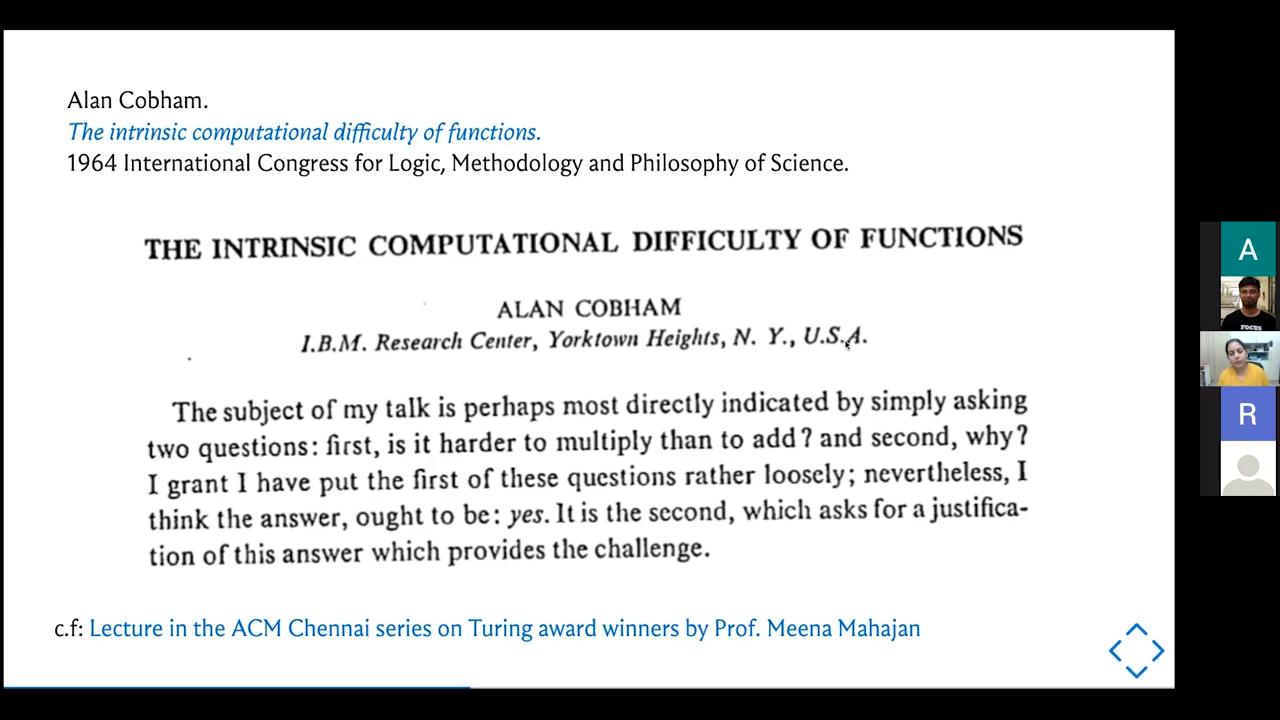 Alan Cobham.
The intrinsic computational difficulty of functions.
1964 International Congress for Logic, Methodology and Philosophy of Science.
THE INTRINSIC COMPUTATIONAL DIFFICULTY OF FUNCTIONS
ALAN COBHAM
I.B.M. Research Center, Yorktown Heights, N. Y., U.S.A.
The subject of my talk is perhaps most directly indicated by simply asking
two questions: first, is it harder to multiply than to add? and second, why?
I grant I have put the first of these questions rather loosely; nevertheless, I
think the answer, ought to be: yes. It is the second, which asks for a justifica-
tion of this answer which provides the challenge.
c.f: Lecture in the ACM Chennai series on Turing award winners by Prof. Meena Mahajan
A
FOCUS
R